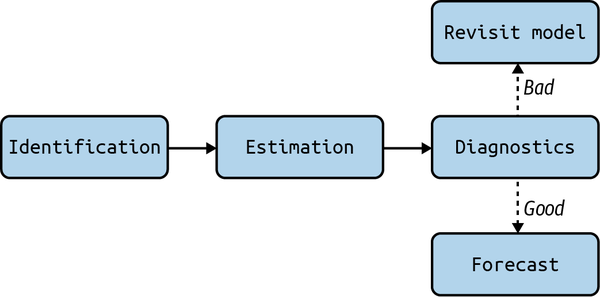 Revisit model
Bad
Identification
Estimation
Diagnostics
Good
Forecast